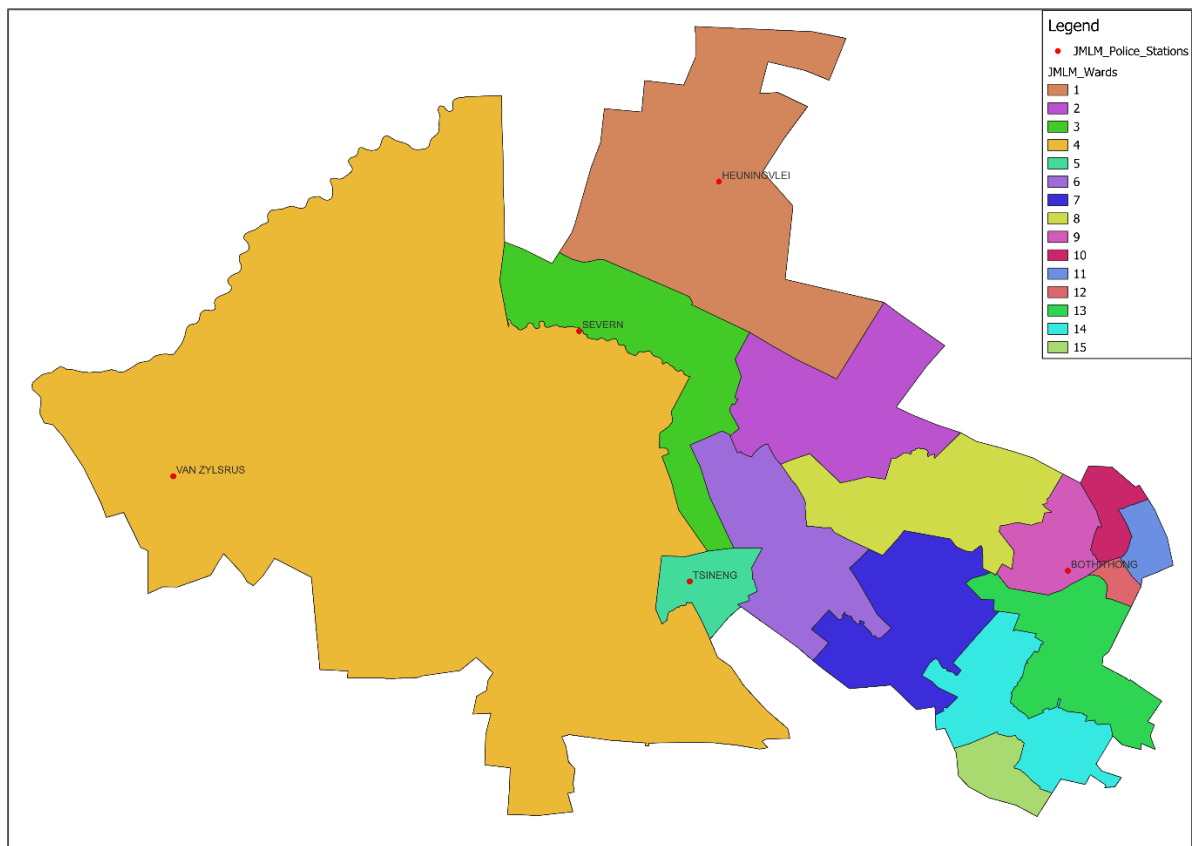 Legend
JMLM_Police_Stations
JMLM_Wards
1
2
3
4
5
6
7
8
9
10
11
12
13
14
15
HEUNINGVLEI
SEVERN
VAN ZYLSRUS
TSINENG
BOTHITHONG